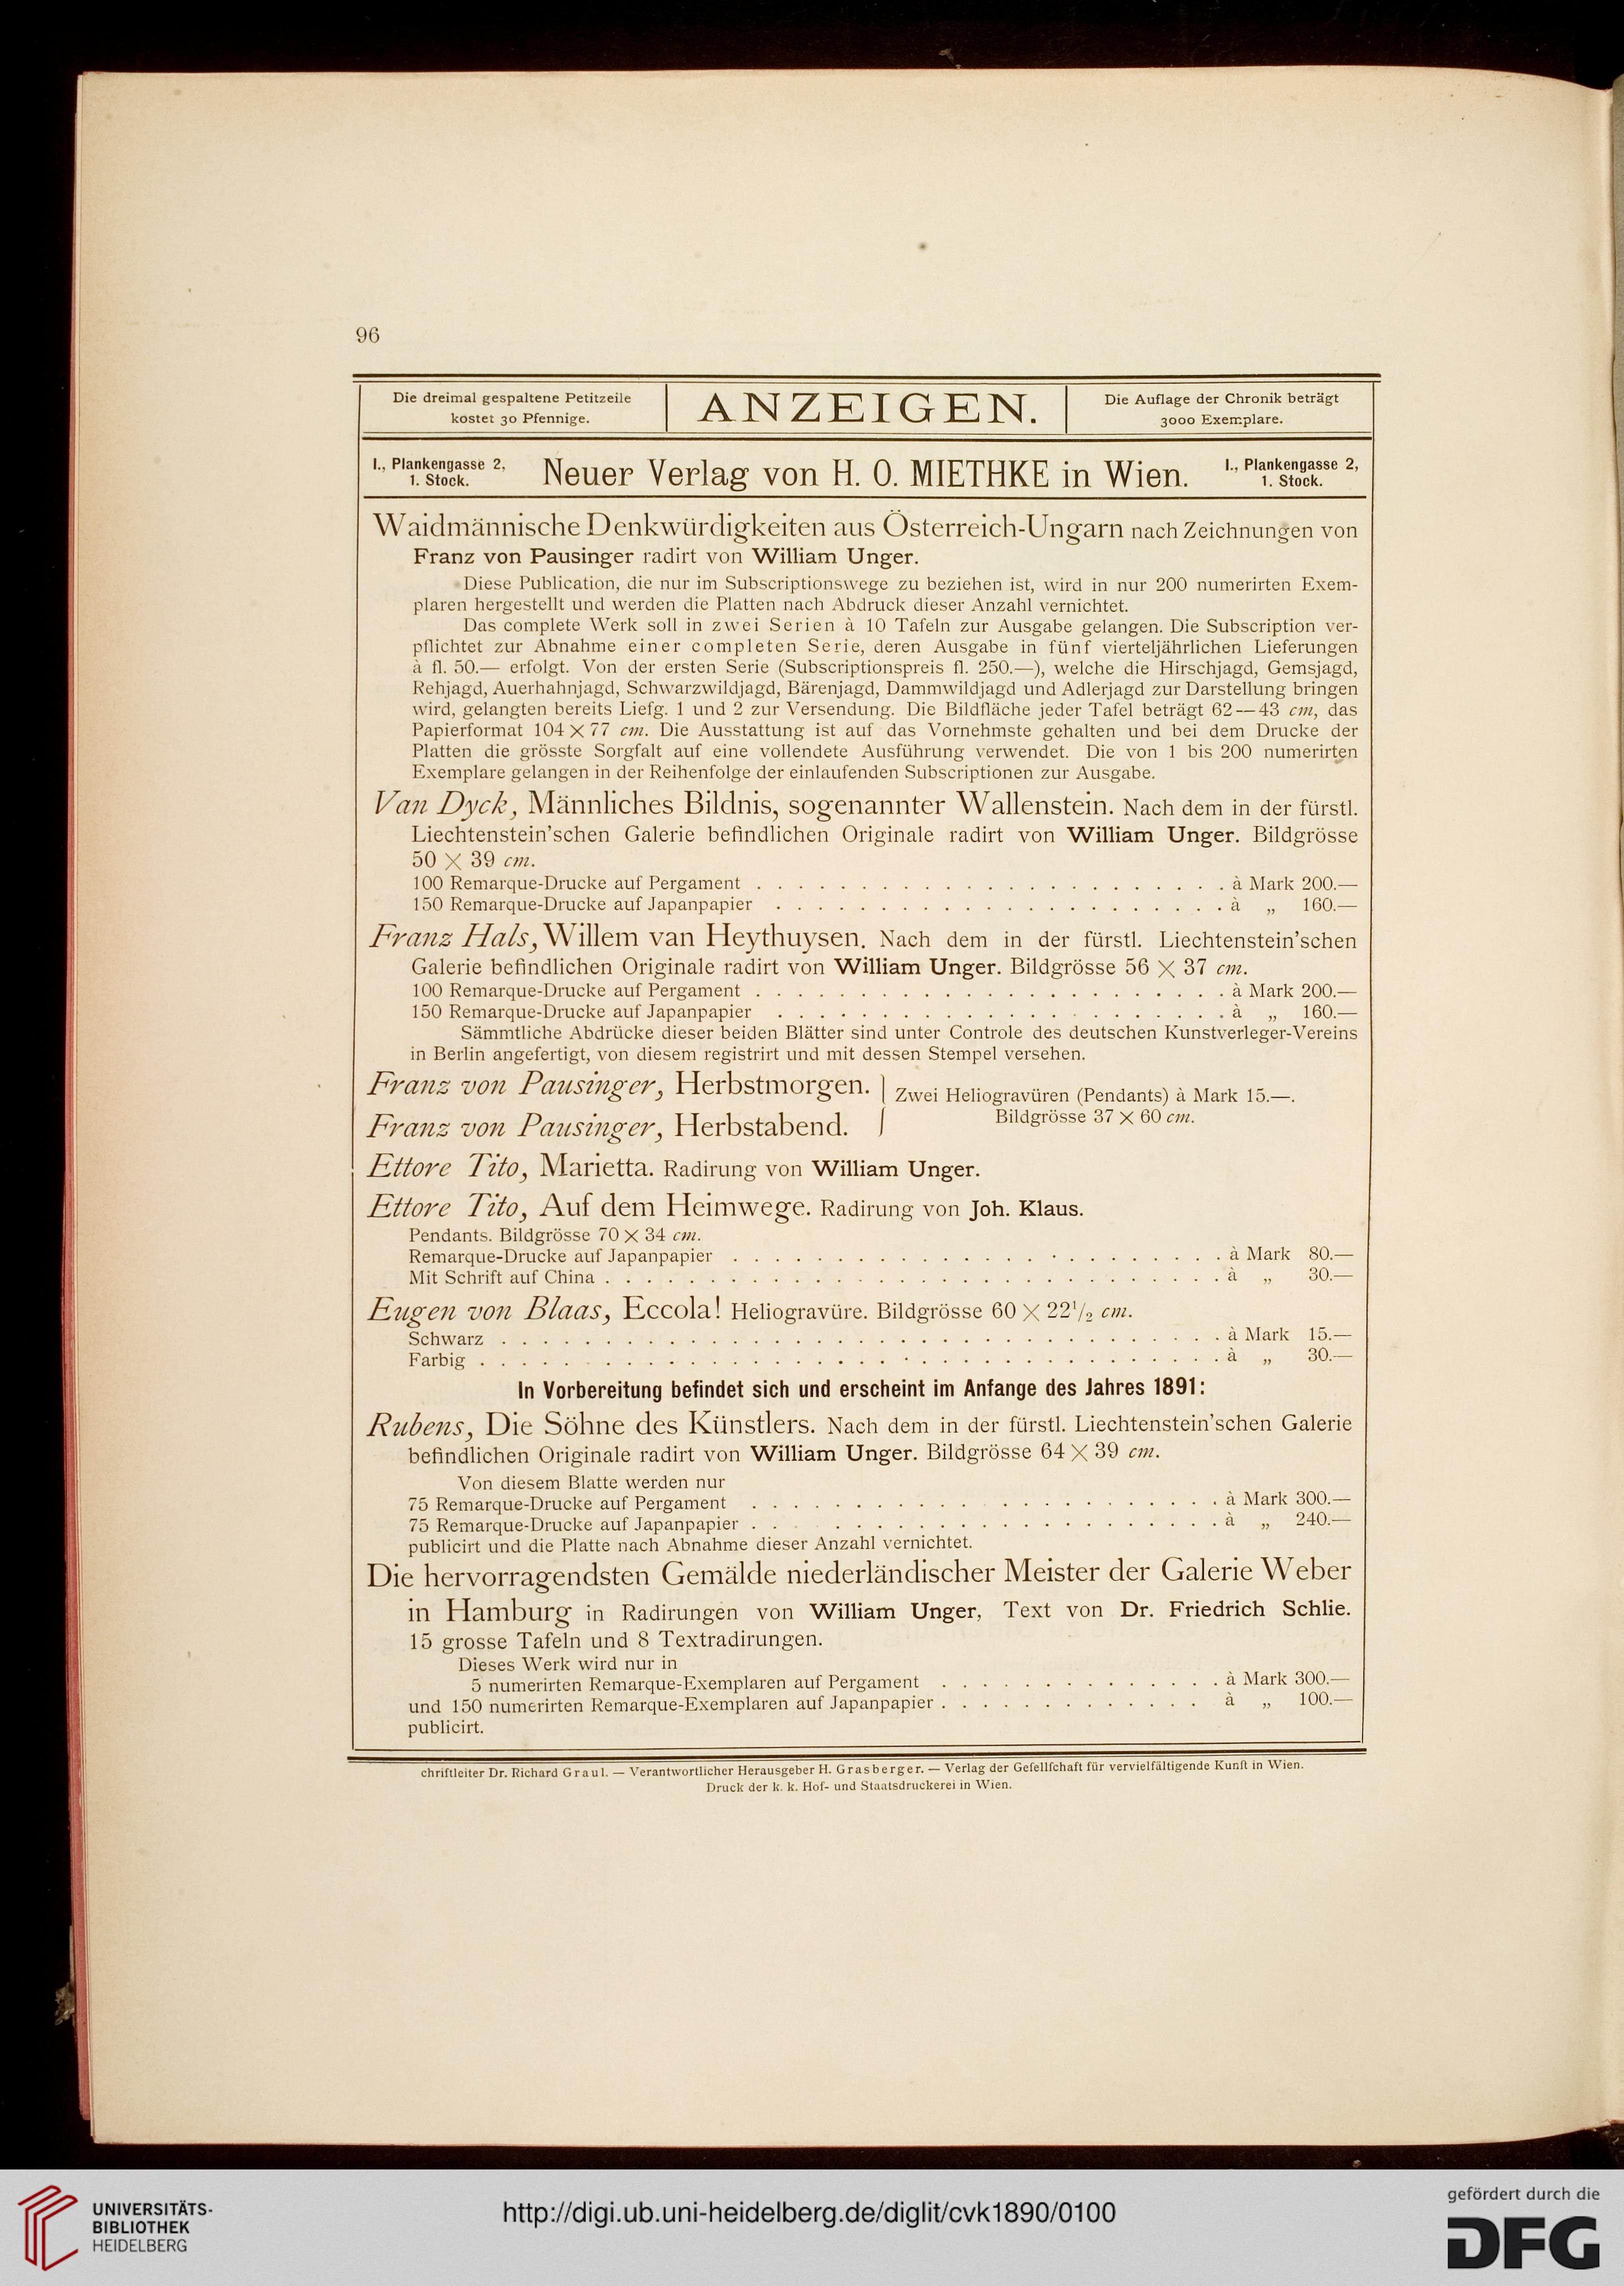 96
Die dreimal gespaltene Petitzeile
kostet 30 Pfennige.
ANZEIGEN.
Die Auflage der Chronik beträgt
3000 Exemplare.
I., Plankengasse 2,
1. Stock.
Neuer Verlag von H. O. MIETHKE in Wien.
I., Plankengasse 2,
1. Stock.
Waidmännische Denkwürdigkeiten aus Österreich-Ungarn nach Zeichnungen von
Franz von Pausinger radirt von William Unger.
Diese Publication, die nur im Subscriptionswege zu beziehen ist, wird in nur 200 numerirten Exem-
plaren hergestellt und werden die Platten nach Abdruck dieser Anzahl vernichtet.
Das complete Werk soll in zwei Serien à 10 Tafeln zur Ausgabe gelangen. Die Subscription ver-
pflichtet zur Abnahme einer completen Serie, deren Ausgabe in fünf vierteljährlichen Lieferungen
à fl. 50.— erfolgt. Von der ersten Serie (Subscriptionspreis fl. 250.—), welche die Hirschjagd, Gemsjagd,
Rehjagd, Auerhahnjagd, Schwarzwildjagd, Bärenjagd, Dammwildjagd und Adlerjagd zur Darstellung bringen
wird, gelangten bereits Liefg. 1 und 2 zur Versendung. Die Bildfläche jeder Tafel beträgt 62—43 cm, das
Papierformat 104 × 77 cm. Die Ausstattung ist auf das Vornehmste gehalten und bei dem Drucke der
Platten die grösste Sorgfalt auf eine vollendete Ausführung verwendet. Die von 1 bis 200 numerirten
Exemplare gelangen in der Reihenfolge der einlaufenden Subscriptionen zur Ausgabe.
Van Dyck, Männliches Bildnis, sogenannter Wallenstein. Nach dem in der fürstl.
Liechtenstein'schen Galerie befindlichen Originale radirt von William Unger. Bildgrösse
50 × 39 cm.
100 Remarque-Drucke auf Pergament . . . . . . . . . . . . à Mark 200.—
150 Remarque-Drucke auf Japanpapier . . . . . . . . . . . . à „ 160.—
Franz Hals, Willem van Heythuysen. Nach dem in der fürstl. Liechtenstein'schen
Galerie befindlichen Originale radirt von William Unger. Bildgrösse 56 × 37 cm.
100 Remarque-Drucke auf Pergament . . . . . . . . . . . . à Mark 200.—
150 Remarque-Drucke auf Japanpapier . . . . . . . . . . . . à „ 160.—
Sämmtliche Abdrücke dieser beiden Blätter sind unter Controle des deutschen Kunstverleger-Vereins
in Berlin angefertigt, von diesem registrirt und mit dessen Stempel versehen.
Franz von Pausinger, Herbstmorgen.
Franz von Pausinger, Herbstabend.
Zwei Heliogravüren (Pendants) à Mark 15.—.
Bildgrösse 37 × 60 cm.
Ettore Tito, Marietta. Radirung von William Unger.
Ettore Tito, Auf dem Heimwege. Radirung von Joh. Klaus.
Pendants. Bildgrösse 70 × 34 cm.
Remarque-Drucke auf Japanpapier . . . . . . . . . . . . à Mark 80.—
Mit Schrift auf China . . . . . . . . . . . . à „ 30.—
Eugen von Blaas, Eccola! Heliogravüre. Bildgrösse 60 × 22¹/₂ cm.
Schwarz . . . . . . . . . . . . à Mark 15.—
Farbig . . . . . . . . . . . . à „ 30.—
In Vorbereitung befindet sich und erscheint im Anfange des Jahres 1891:
Rubens, Die Söhne des Künstlers. Nach dem in der fürstl. Liechtenstein'schen Galerie
befindlichen Originale radirt von William Unger. Bildgrösse 64 × 39 cm.
Von diesem Blatte werden nur
75 Remarque-Drucke auf Pergament . . . . . . . . . . . . à Mark 300.—
75 Remarque-Drucke auf Japanpapier . . . . . . . . . . . . à „ 240.—
publicirt und die Platte nach Abnahme dieser Anzahl vernichtet.
Die hervorragendsten Gemälde niederländischer Meister der Galerie Weber
in Hamburg in Radirungen von William Unger, Text von Dr. Friedrich Schlie.
15 grosse Tafeln und 8 Textradirungen.
Dieses Werk wird nur in
5 numerirten Remarque-Exemplaren auf Pergament . . . . . . . . . . . . à Mark 300.—
und 150 numerirten Remarque-Exemplaren auf Japanpapier . . . . . . . . . . . . à „ 100.—
publicirt.
chriftleiter Dr. Richard Graul. — Verantwortlicher Herausgeber H. Grasberger. — Verlag der Gefellfchaft für vervielfältigende Kunft in Wien.
Druck der k. k. Hof- und Staatsdruckerei in Wien.
UNIVERSITÄTS-
BIBLIOTHEK
HEIDELBERG
http://digi.ub.uni-heidelberg.de/diglit/cvk1890/0100
gefördert durch die
DFG